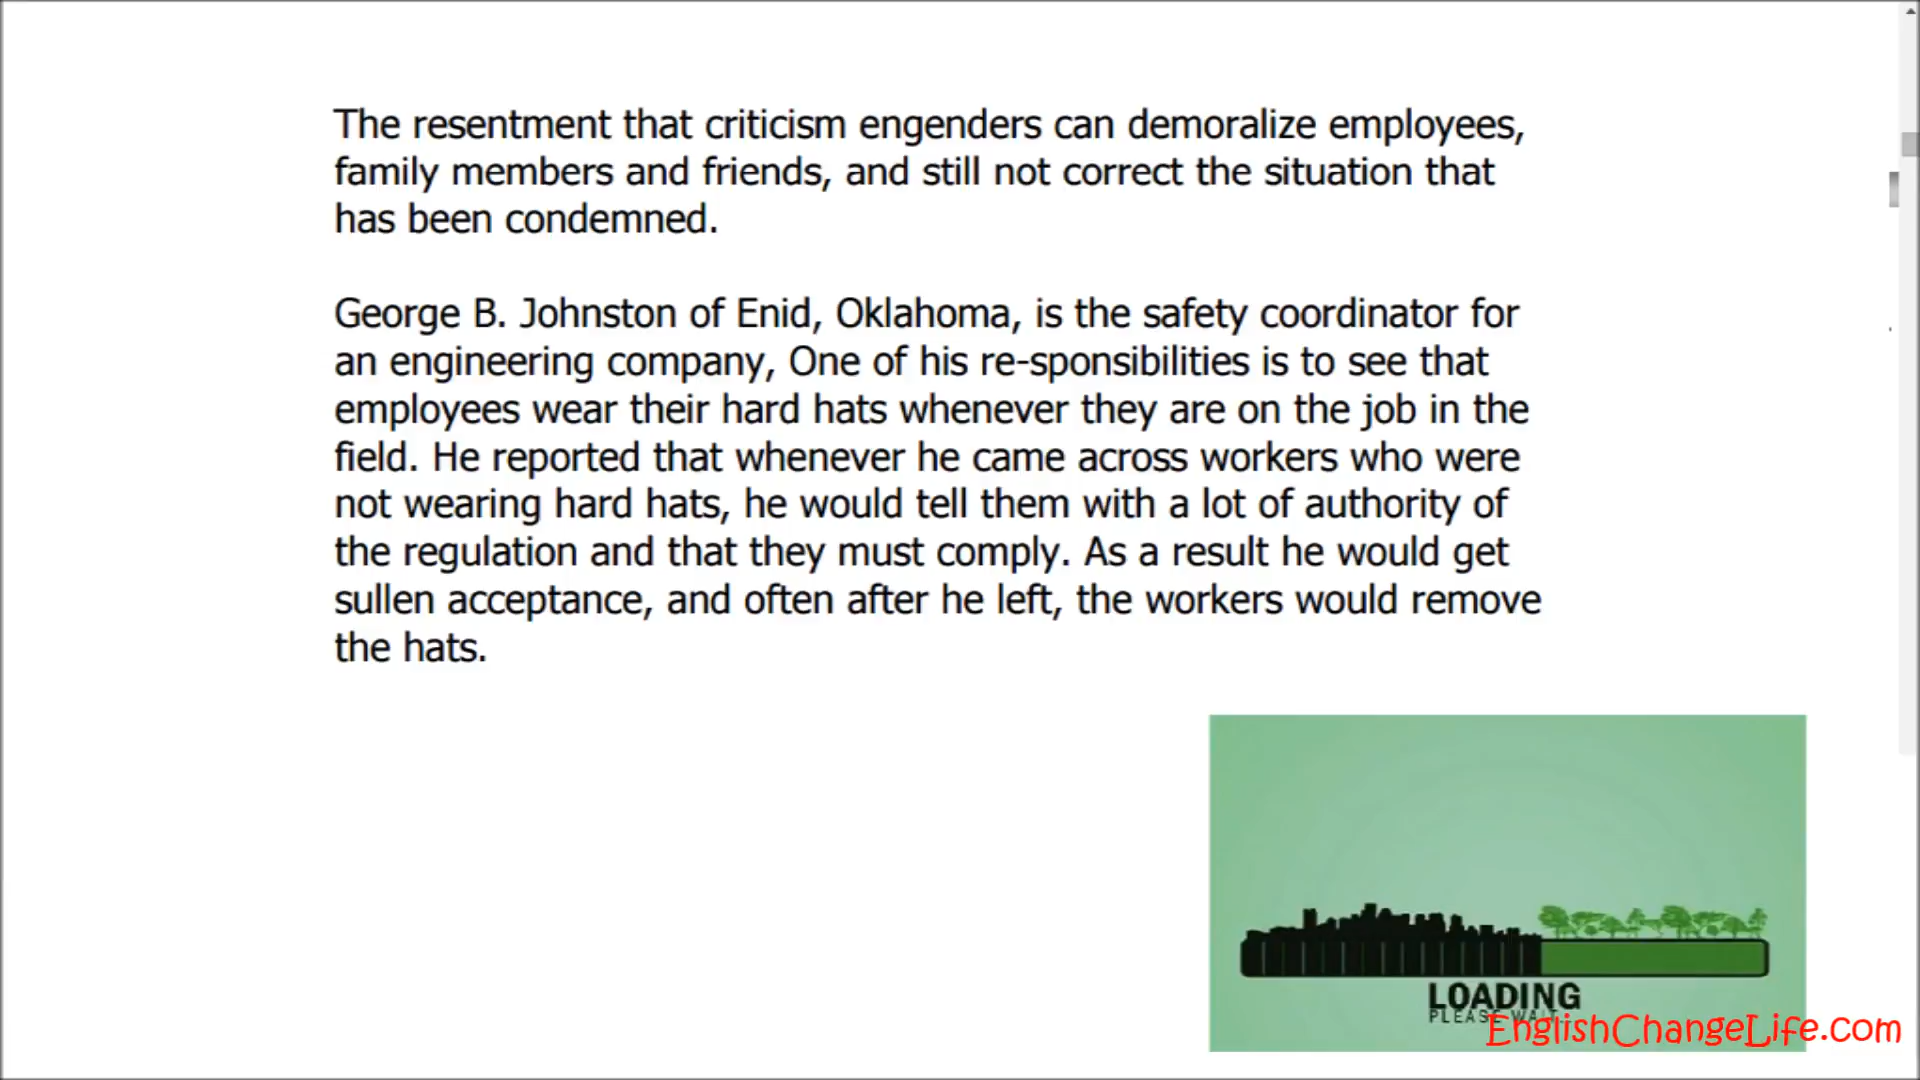 The resentment that criticism engenders can demoralize employees,
family members and friends, and still not correct the situation that
has been condemned.
George B. Johnston of Enid, Oklahoma, is the safety coordinator for
an engineering company, One of his re-sponsibilities is to see that
employees wear their hard hats whenever they are on the job in the
field. He reported that whenever he came across workers who were
not wearing hard hats, he would tell them with a lot of authority of
the regulation and that they must comply. As a result he would get
sullen acceptance, and often after he left, the workers would remove
the hats.
LOADING
PLEASE WAIT
EnglishChangeLife.com